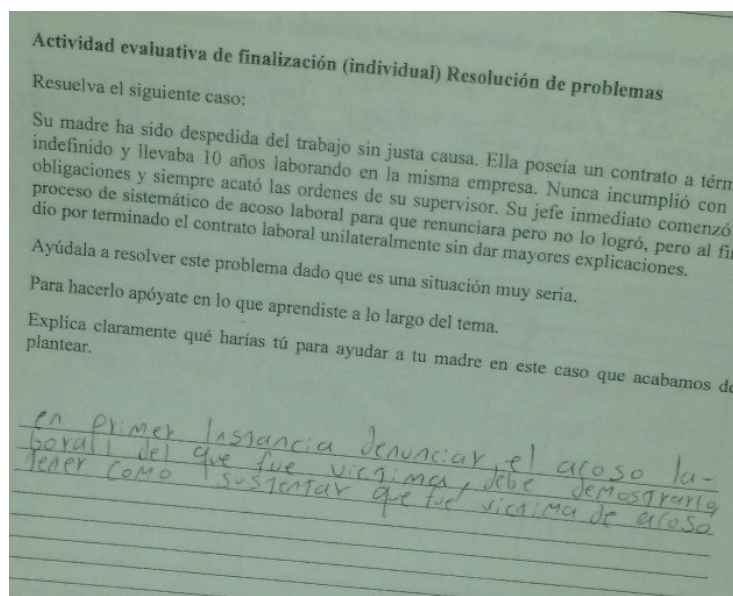 Actividad evaluativa de finalización (individual) Resolución de problemas
Resuelva el siguiente caso:
Su madre ha sido despedida del trabajo sin justa causa. Ella poseía un contrato a térm
indefinido y llevaba 10 años laborando en la misma empresa. Nunca incumplió con
obligaciones y siempre acató las ordenes de su supervisor. Su jefe inmediato comenzó
proceso de sistemático de acoso laboral para que renunciara pero no lo logró, pero al fi
dio por terminado el contrato laboral unilateralmente sin dar mayores explicaciones.
Ayúdala a resolver este problema dado que es una situación muy seria.
Para hacerlo apóyate en lo que aprendiste a lo largo del tema.
Explica claramente qué harías tú para ayudar a tu madre en este caso que acabamos de
plantear.
en primer Instancia denunciar, el acoso la-
boral del que fue victima, debe demostrarlo
tener como sustentar que fue victima de acoso